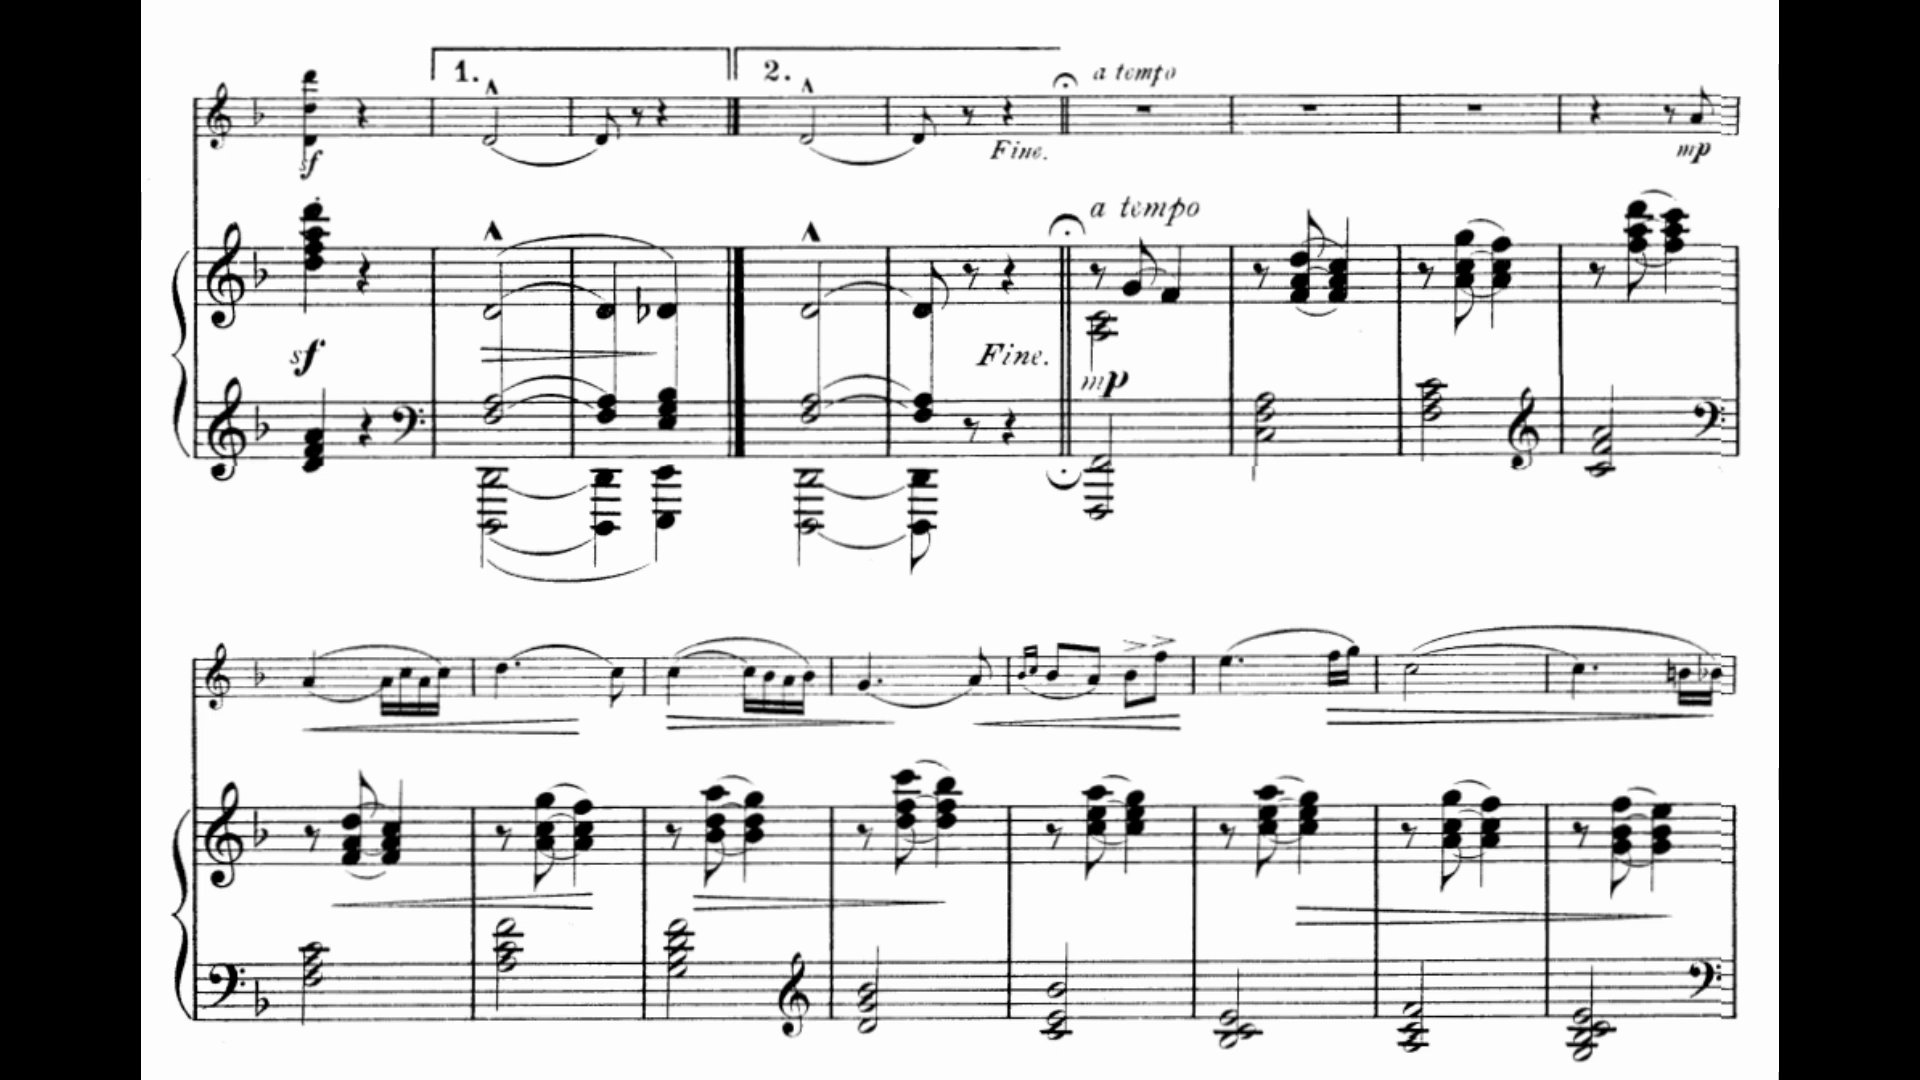 1. 2. a tempo
sf Fine. mp
a tempo
sf Fine.
mp